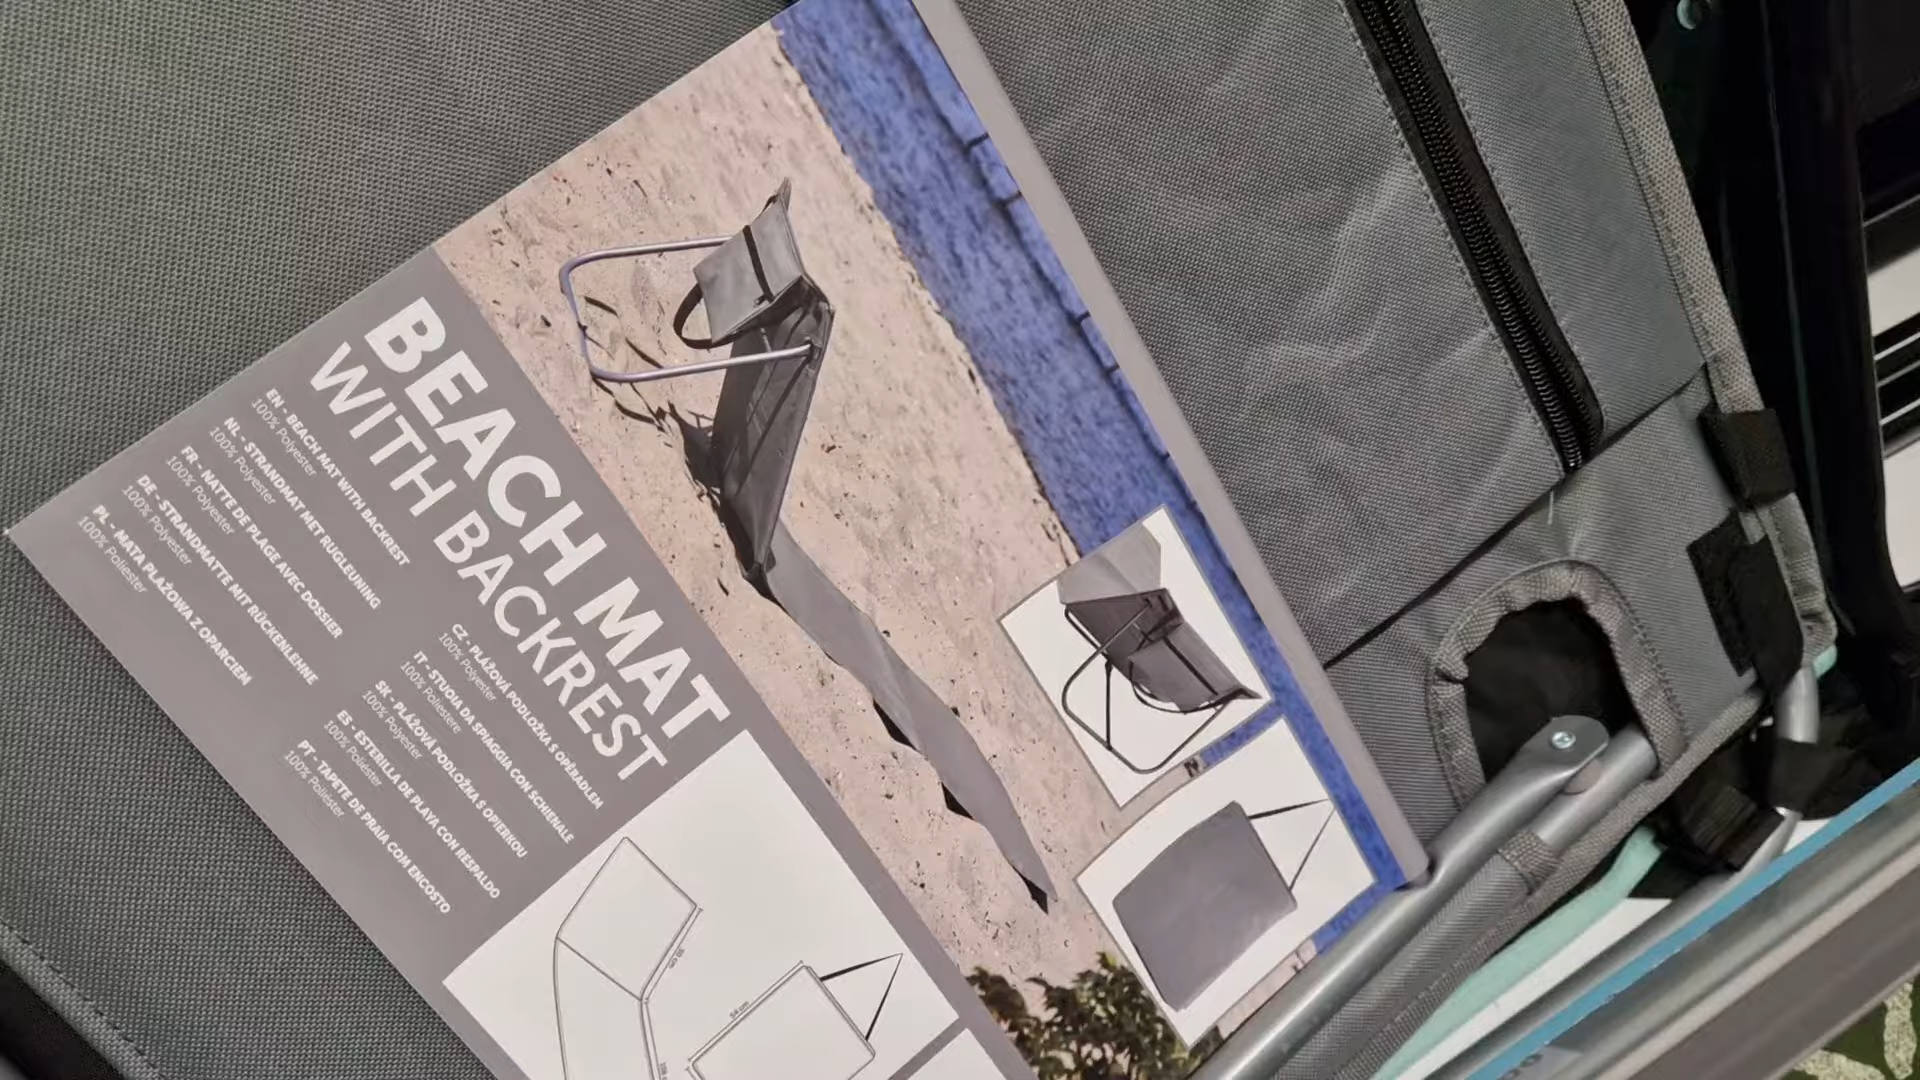 BEACH MAT
WITH BACKREST
EN - BEACH MAT WITH BACKREST
100% Polyester
NL - STRANDMAT MET RUGLEUNING
100% Polyester
FR - NATTE DE PLAGE AVEC DOSSIER
100% Polyester
DE - STRANDMATTE MIT RÜCKENLEHNE
100% Polyester
PL - MATA PLAŻOWA Z OPARCIEM
100% Poliester
CZ - PLÁŽOVÁ PODLOŽKA S OPĚRADLEM
100% Polyester
IT - STUOIA DA SPIAGGIA CON SCHIENALE
100% Poliestere
SK - PLÁŽOVÁ PODLOŽKA S OPIERKOU
100% Polyester
ES - ESTERILLA DE PLAYA CON RESPALDO
100% Poliéster
PT - TAPETE DE PRAIA COM ENCOSTO
100% Poliéster
54 cm